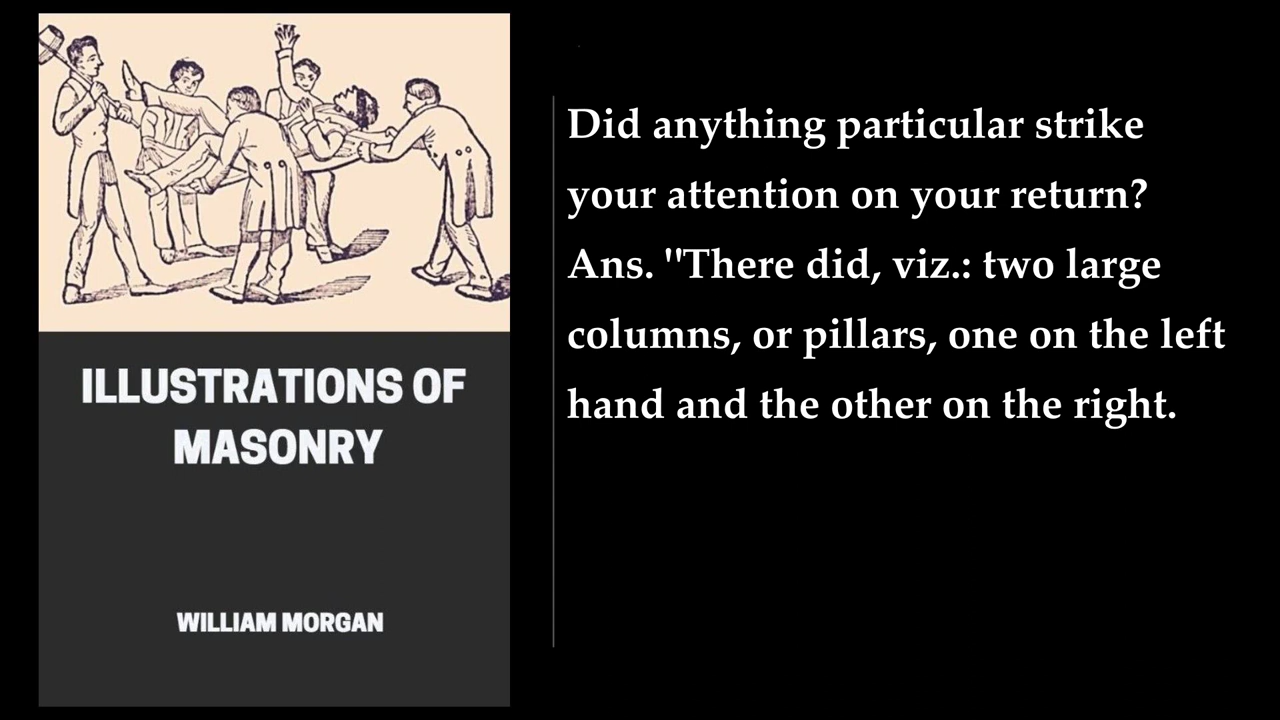 ILLUSTRATIONS OF
MASONRY
WILLIAM MORGAN
Did anything particular strike
your attention on your return?
Ans. "There did, viz.: two large
columns, or pillars, one on the left
hand and the other on the right.